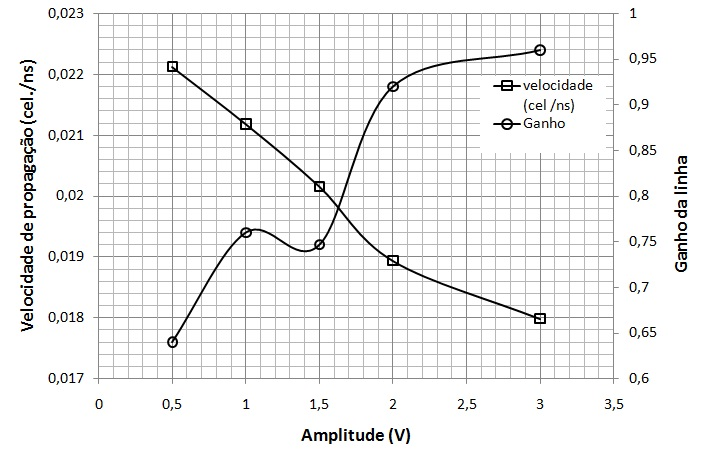 0,023
0,022
0,021
0,02
0,019
0,018
0,017
Velocidade de propagação (cel./ns)
1
0,95
0,9
0,85
0,8
0,75
0,7
0,65
0,6
Ganho da linha
velocidade
(cel /ns)
Ganho
0 0,5 1 1,5 2 2,5 3 3,5
Amplitude (V)